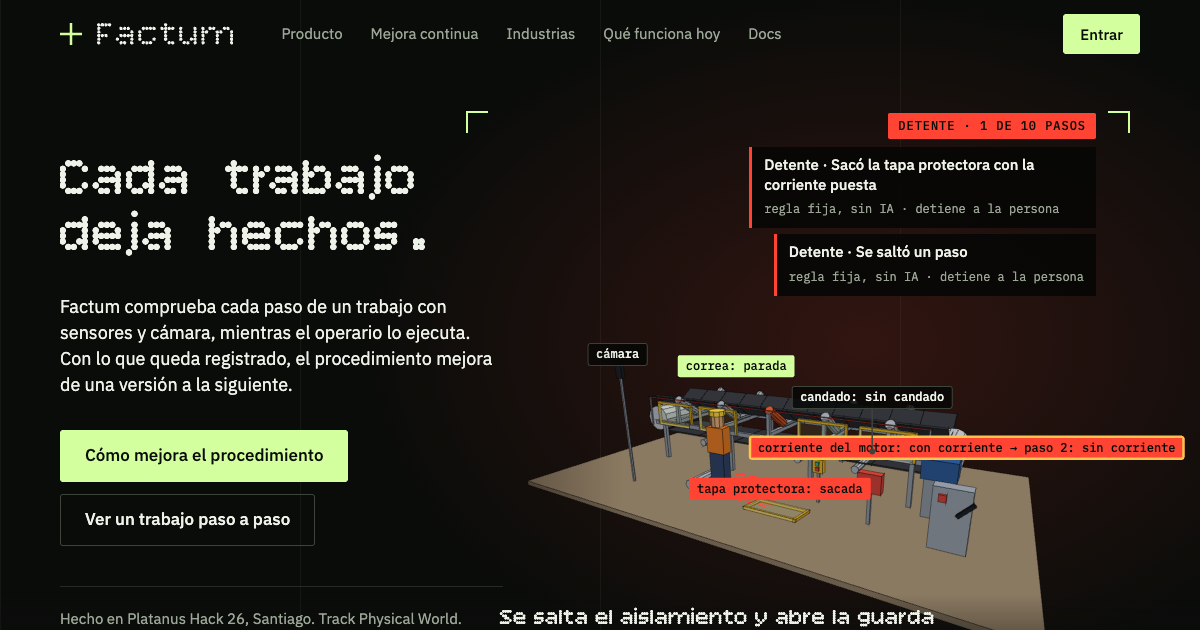 Factum
Producto
Mejora continua
Industrias
Qué funciona hoy
Docs
Entrar
Cada trabajo
deja hechos.
Factum comprueba cada paso de un trabajo con
sensores y cámara, mientras el operario lo ejecuta.
Con lo que queda registrado, el procedimiento mejora
de una versión a la siguiente.
Cómo mejora el procedimiento
Ver un trabajo paso a paso
Hecho en Platanus Hack 26, Santiago. Track Physical World.
DETENTE · 1 DE 10 PASOS
Detente · Sacó la tapa protectora con la
corriente puesta
regla fija, sin IA · detiene a la persona
Detente · Se saltó un paso
regla fija, sin IA · detiene a la persona
cámara
correa: parada
candado: sin candado
corriente del motor: con corriente → paso 2: sin corriente
tapa protectora: sacada
Se salta el aislamiento y abre la guarda